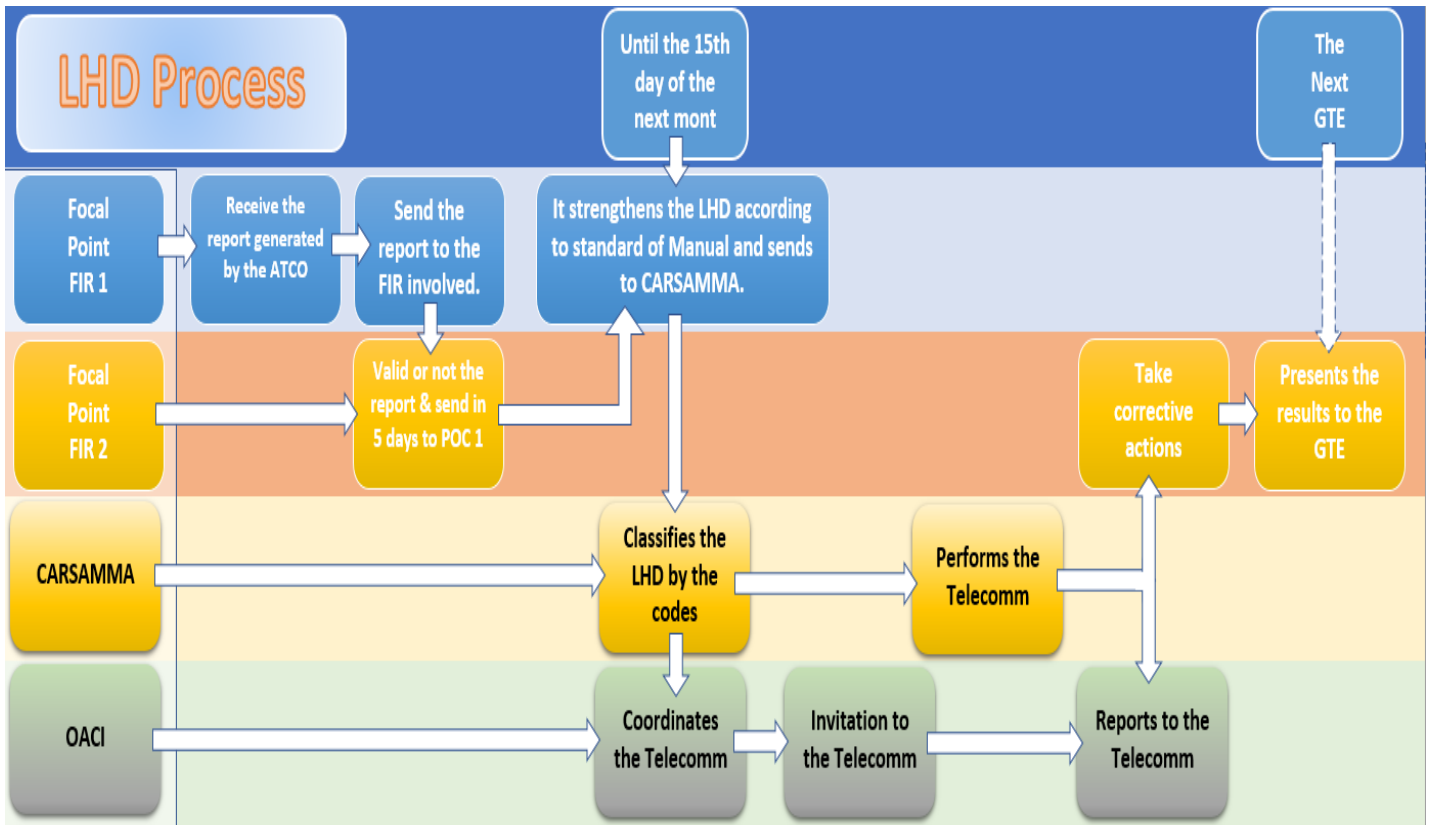 LHD Process
Until the 15th
day of the
next mont
The
Next
GTE
Focal
Point
FIR 1
Receive the
report generated
by the ATCO
Send the
report to the
FIR involved.
It strengthens the LHD according
to standard of Manual and sends
to CARSAMMA.
Focal
Point
FIR 2
Valid or not the
report & send in
5 days to POC 1
Take
corrective
actions
Presents the
results to the
GTE
CARSAMMA
Classifies the
LHD by the
codes
Performs the
Telecomm
OACI
Coordinates
the Telecomm
Invitation to
the Telecomm
Reports to the
Telecomm